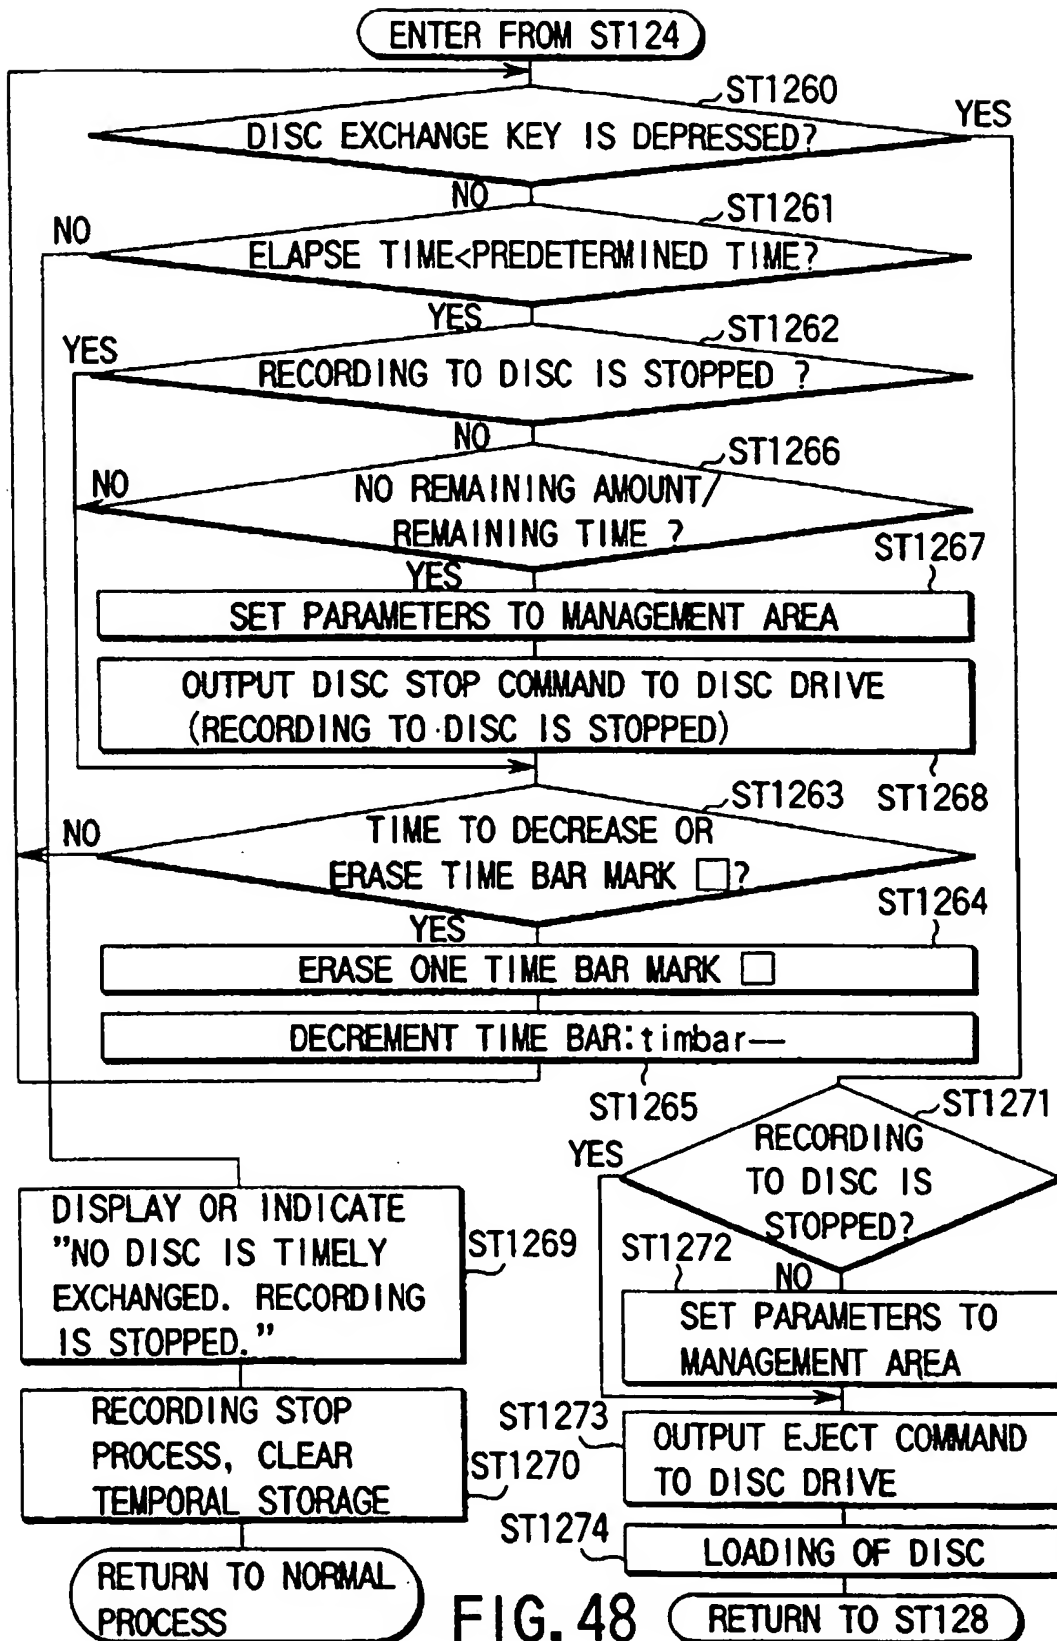 ENTER FROM ST124
ST1260
DISC EXCHANGE KEY IS DEPRESSED?
YES
NO
ST1261
NO
ELAPSE TIME<PREDETERMINED TIME?
YES
ST1262
YES
RECORDING TO DISC IS STOPPED ?
NO
ST1266
NO
NO REMAINING AMOUNT/
REMAINING TIME ?
ST1267
YES
SET PARAMETERS TO MANAGEMENT AREA
OUTPUT DISC STOP COMMAND TO DISC DRIVE
(RECORDING TO DISC IS STOPPED)
ST1263
ST1268
NO
TIME TO DECREASE OR
ERASE TIME BAR MARK □?
ST1264
YES
ERASE ONE TIME BAR MARK □
DECREMENT TIME BAR:timbar—
ST1265
ST1271
YES
RECORDING
TO DISC IS
STOPPED?
DISPLAY OR INDICATE
"NO DISC IS TIMELY
EXCHANGED. RECORDING
IS STOPPED."
ST1269
ST1272
NO
SET PARAMETERS TO
MANAGEMENT AREA
RECORDING STOP
PROCESS, CLEAR
TEMPORAL STORAGE
ST1270
ST1273
OUTPUT EJECT COMMAND
TO DISC DRIVE
ST1274
LOADING OF DISC
RETURN TO NORMAL
PROCESS
FIG. 48
RETURN TO ST128